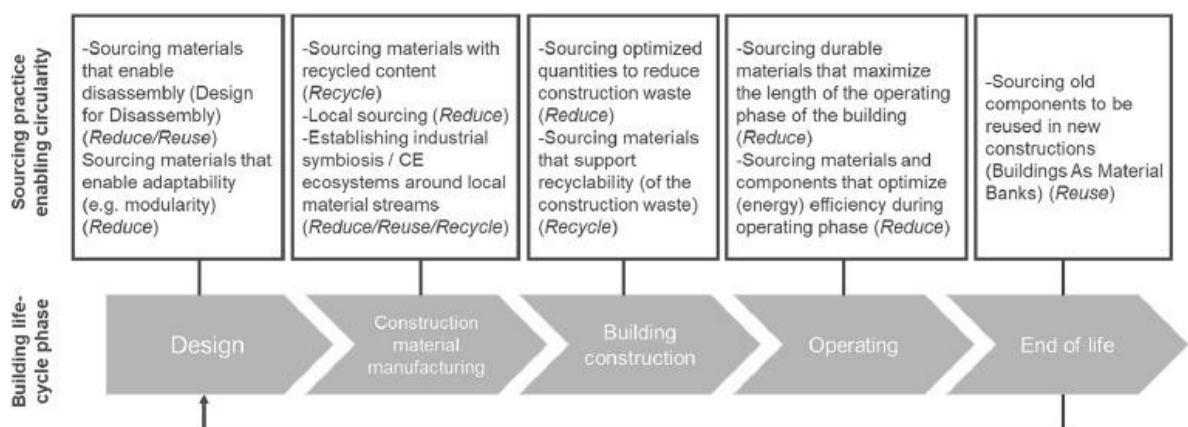 Sourcing practice
enabling circularity
-Sourcing materials
that enable
disassembly (Design
for Disassembly)
(Reduce/Reuse)
Sourcing materials that
enable adaptability
(e.g. modularity)
(Reduce)
-Sourcing materials with
recycled content
(Recycle)
-Local sourcing (Reduce)
-Establishing industrial
symbiosis / CE
ecosystems around local
material streams
(Reduce/Reuse/Recycle)
-Sourcing optimized
quantities to reduce
construction waste
(Reduce)
-Sourcing materials
that support
recyclability (of the
construction waste)
(Recycle)
-Sourcing durable
materials that maximize
the length of the operating
phase of the building
(Reduce)
-Sourcing materials and
components that optimize
(energy) efficiency during
operating phase (Reduce)
-Sourcing old
components to be
reused in new
constructions
(Buildings As Material
Banks) (Reuse)
Building life-
cycle phase
Design
Construction
material
manufacturing
Building
construction
Operating
End of life